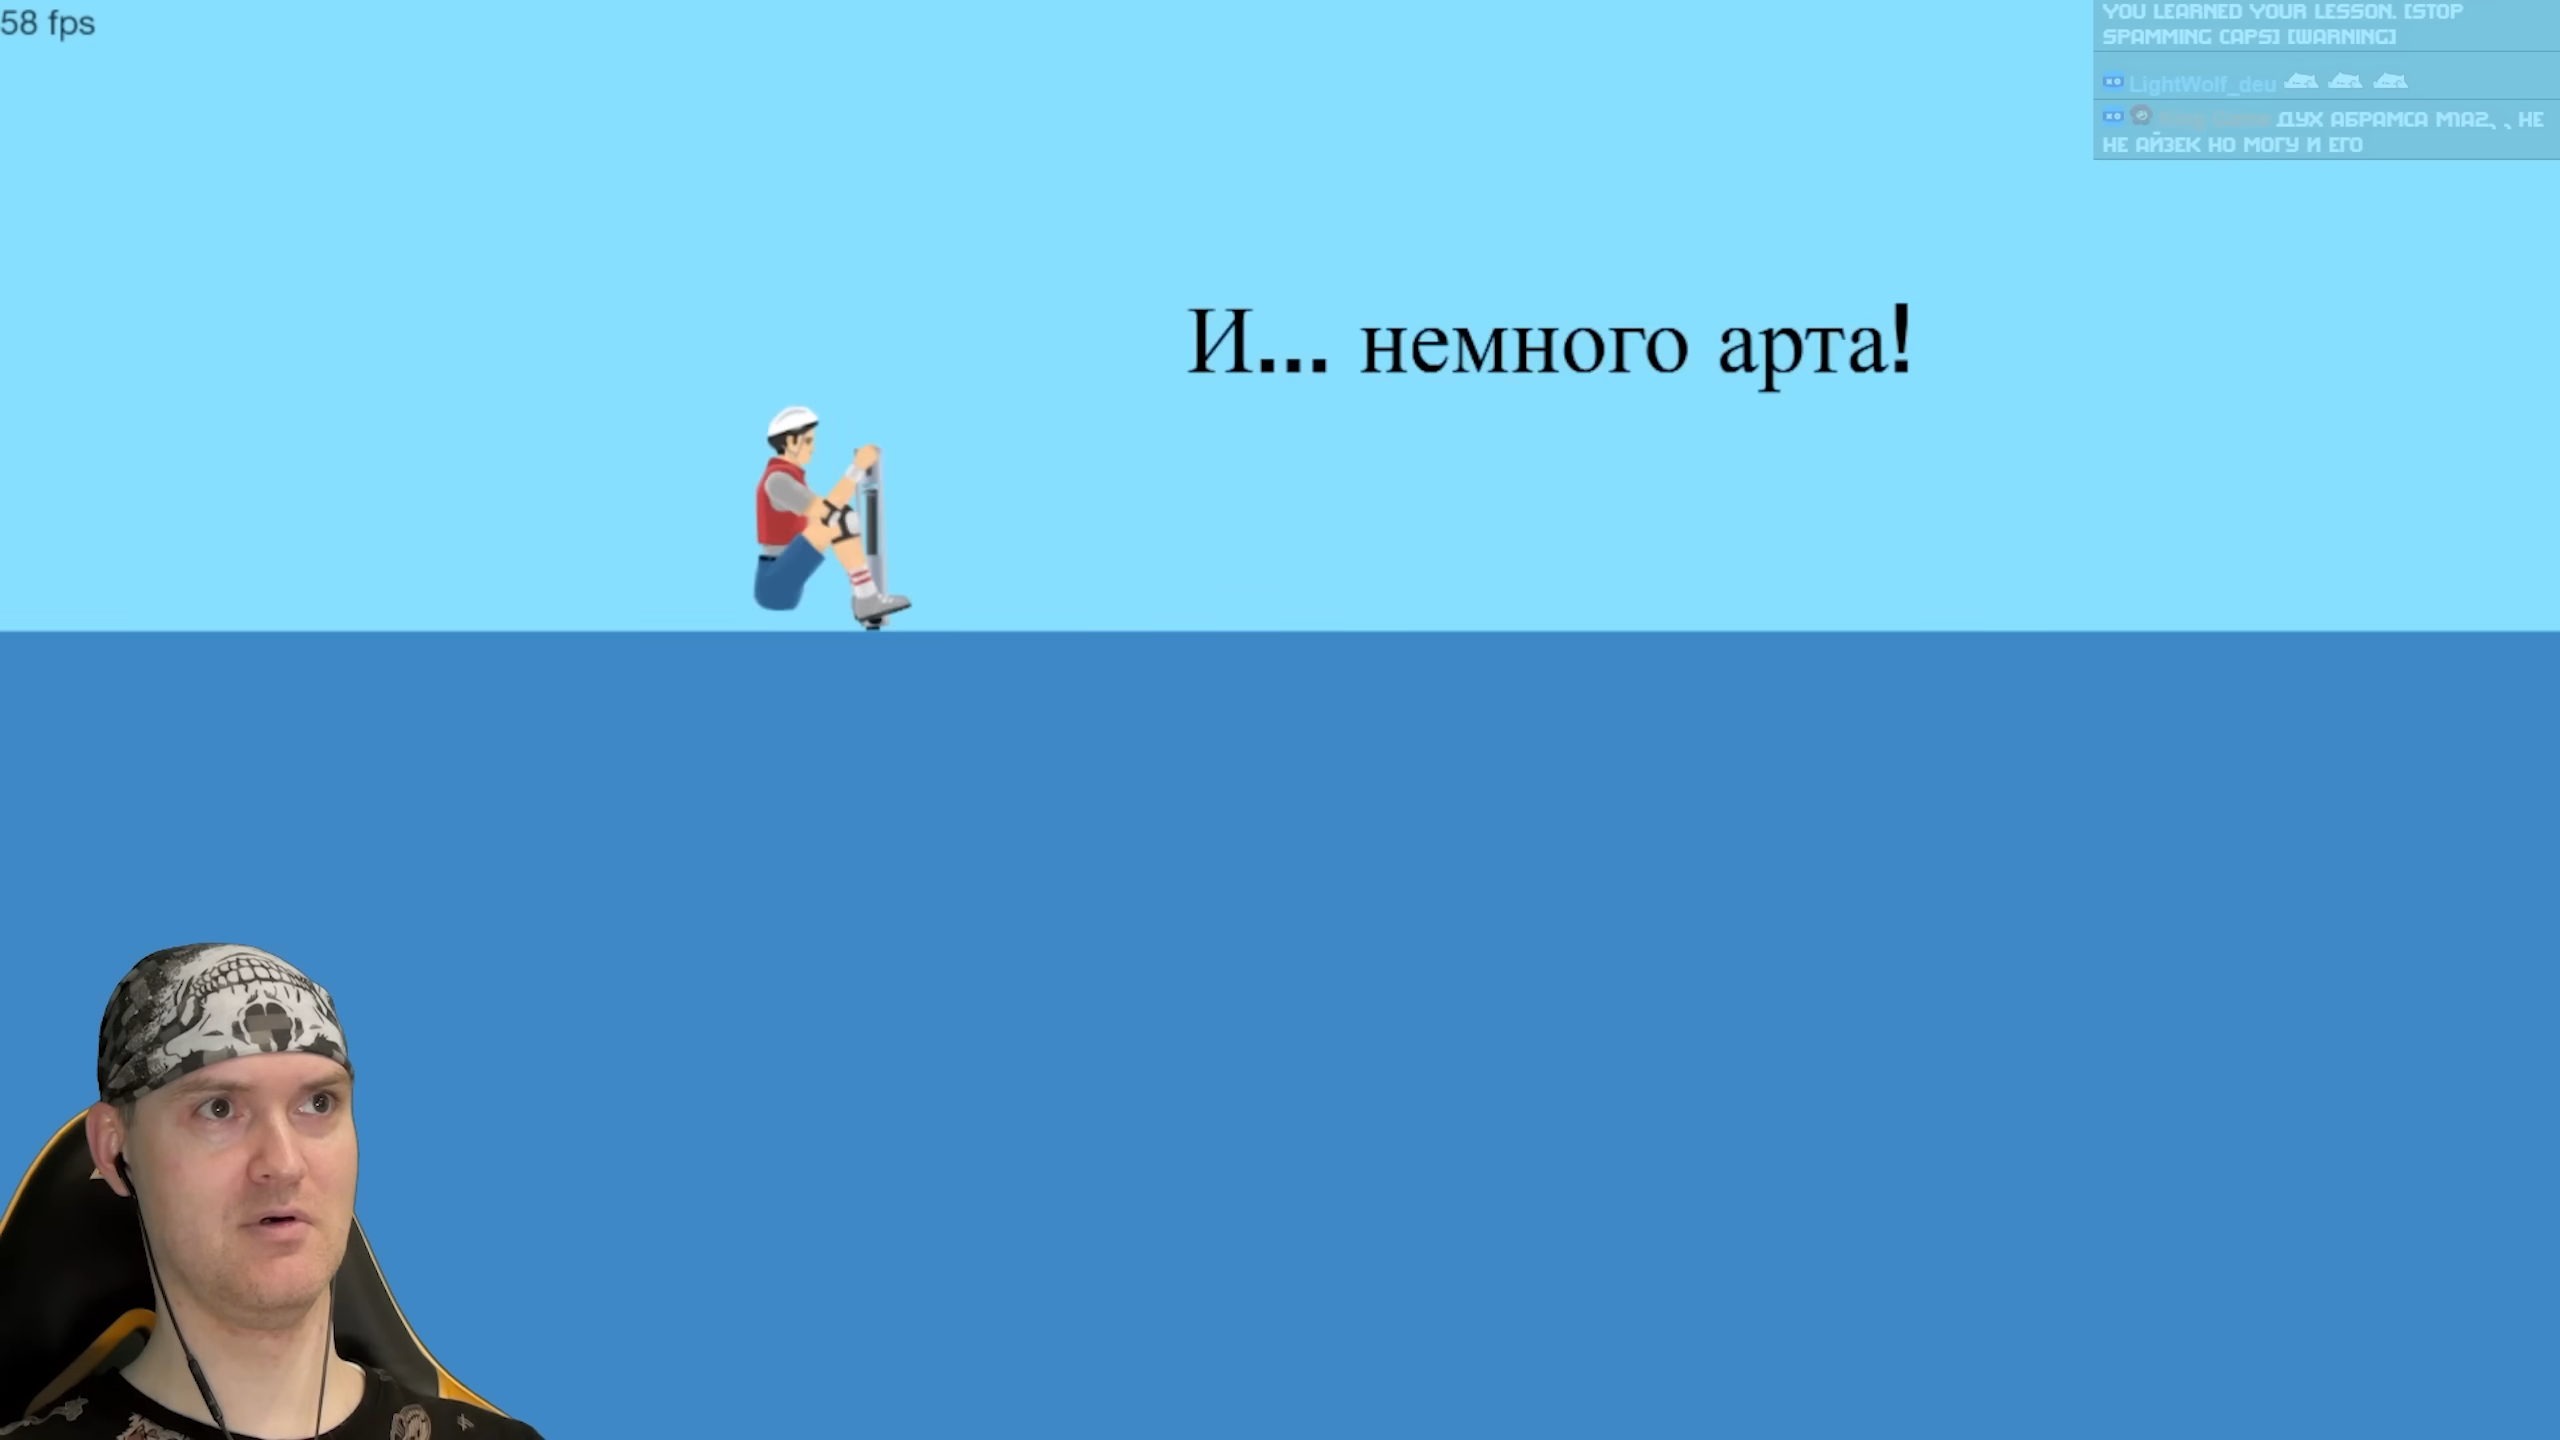 58 fps
YOU LEARNED YOUR LESSON. [STOP
SPAMMING CAPS] [WARNING]
LightWolf_deu
ДУХ АБРАМСА M1A2, , НЕ
НЕ АЙЗЕК НО МОГУ И ЕГО
И... немного арта!